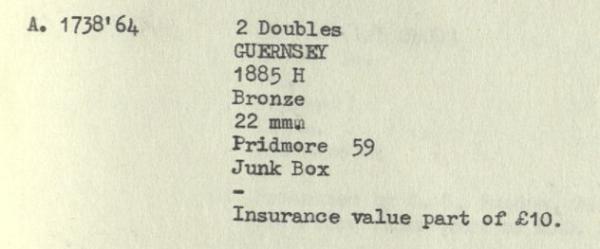 A. 1738'64 2 Doubles
GUERNSEY
1885 H
Bronze
22 mm.
Pridmore 59
Junk Box
-
Insurance value part of £10.